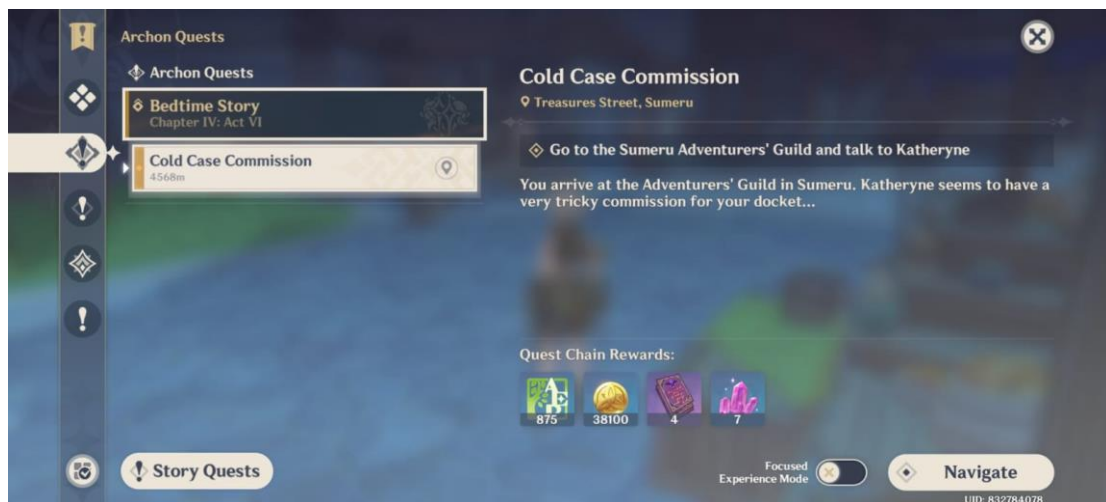 Archon Quests
Archon Quests
Bedtime Story
Chapter IV: Act VI
Cold Case Commission
4568m
Story Quests
Cold Case Commission
Treasures Street, Sumeru
Go to the Sumeru Adventurers' Guild and talk to Katheryne
You arrive at the Adventurers' Guild in Sumeru. Katheryne seems to have a
very tricky commission for your docket...
Quest Chain Rewards:
875
38100
4
7
Focused
Experience Mode
Navigate
UID: 832784078